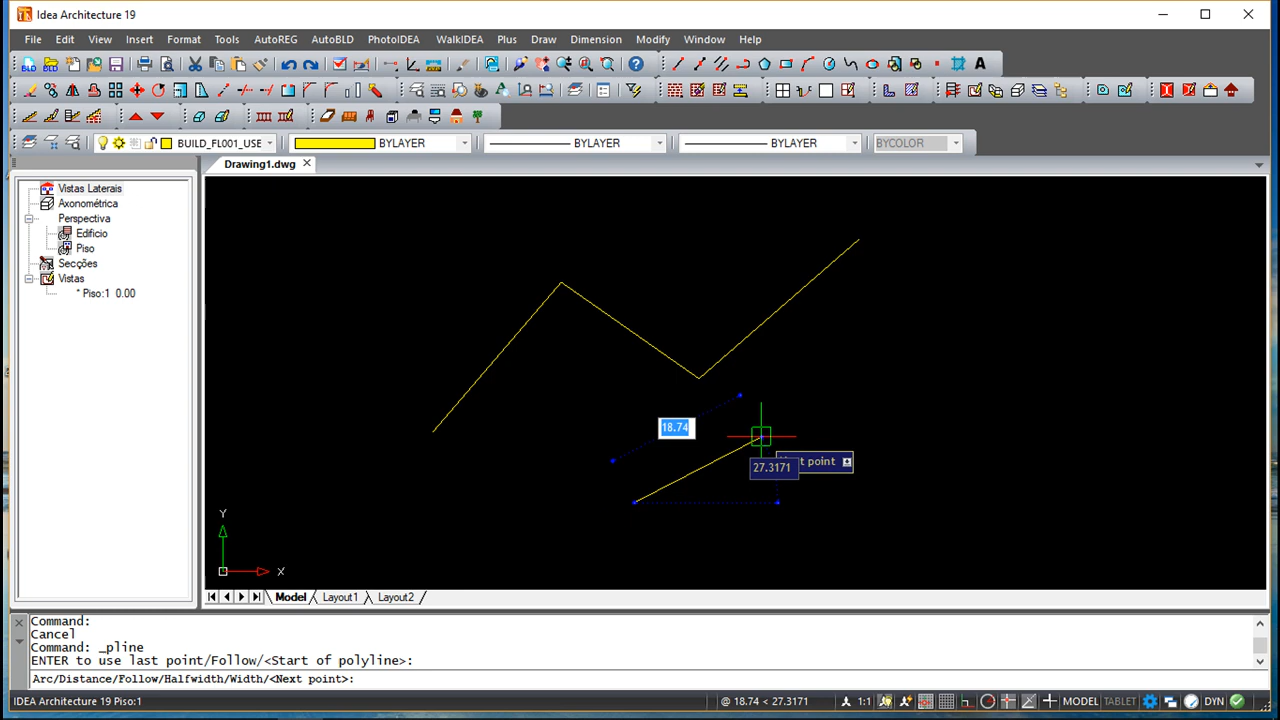 Idea Architecture 19
File Edit View Insert Format Tools AutoREG AutoBLD PhotoIDEA WalkIDEA Plus Draw Dimension Modify Window Help
BUILD_FL001_USE BYLAYER BYLAYER BYLAYER BYCOLOR
Drawing1.dwg
Vistas Laterais
Axonométrica
Perspectiva
Edificio
Piso
Secções
Vistas
* Piso:1 0.00
18.74
27.3171
point
Y
X
Model Layout1 Layout2
Command:
Cancel
Command: _pline
ENTER to use last point/Follow/<Start of polyline>:
Arc/Distance/Follow/Halfwidth/Width/<Next point>:
IDEA Architecture 19 Piso:1 @ 18.74 < 27.3171 1:1 MODEL TABLET DYN